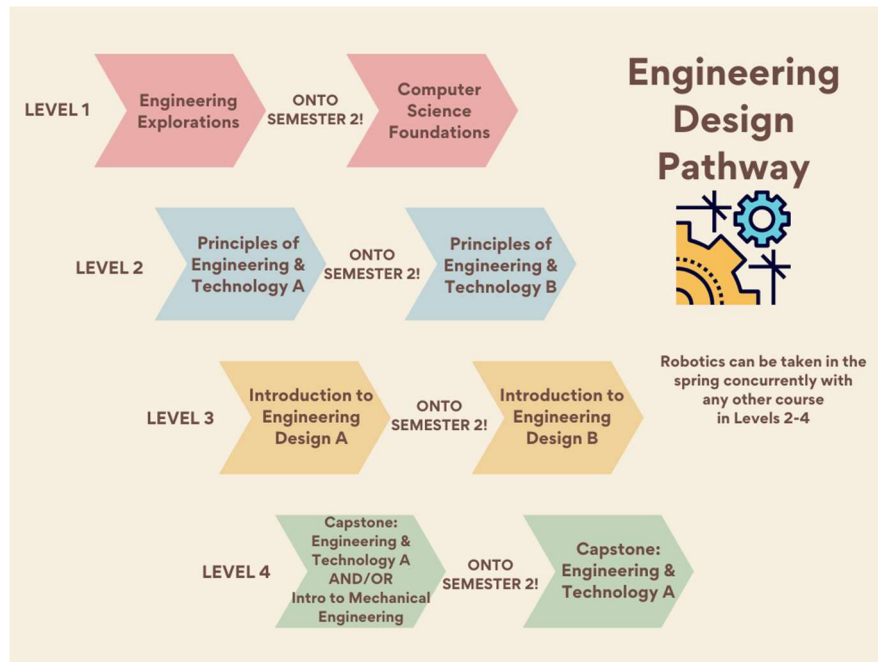 Engineering
Design
Pathway
LEVEL 1
Engineering
Explorations
ONTO
SEMESTER 2!
Computer
Science
Foundations
LEVEL 2
Principles of
Engineering &
Technology A
ONTO
SEMESTER 2!
Principles of
Engineering &
Technology B
LEVEL 3
Introduction to
Engineering
Design A
ONTO
SEMESTER 2!
Introduction to
Engineering
Design B
Robotics can be taken in the
spring concurrently with
any other course
in Levels 2-4
LEVEL 4
Capstone:
Engineering &
Technology A
AND/OR
Intro to Mechanical
Engineering
ONTO
SEMESTER 2!
Capstone:
Engineering &
Technology A